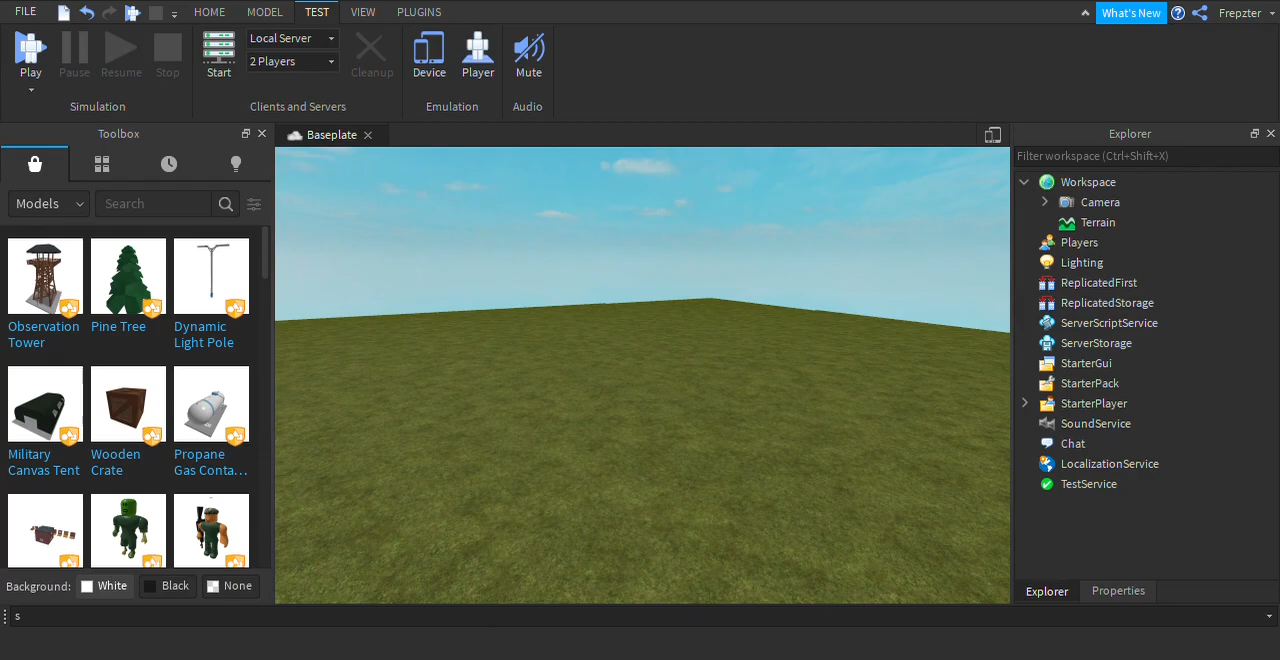 FILE HOME MODEL TEST VIEW PLUGINS What's New Frepzter
Play Pause Resume Stop
Simulation
Start
Local Server
2 Players
Cleanup
Clients and Servers
Device Player
Emulation
Mute
Audio
Toolbox
Models Search
Observation Tower
Pine Tree
Dynamic Light Pole
Military Canvas Tent
Wooden Crate
Propane Gas Conta...
Background: White Black None
Baseplate
Explorer
Filter workspace (Ctrl+Shift+X)
Workspace
Camera
Terrain
Players
Lighting
ReplicatedFirst
ReplicatedStorage
ServerScriptService
ServerStorage
StarterGui
StarterPack
StarterPlayer
SoundService
Chat
LocalizationService
TestService
Explorer Properties
s